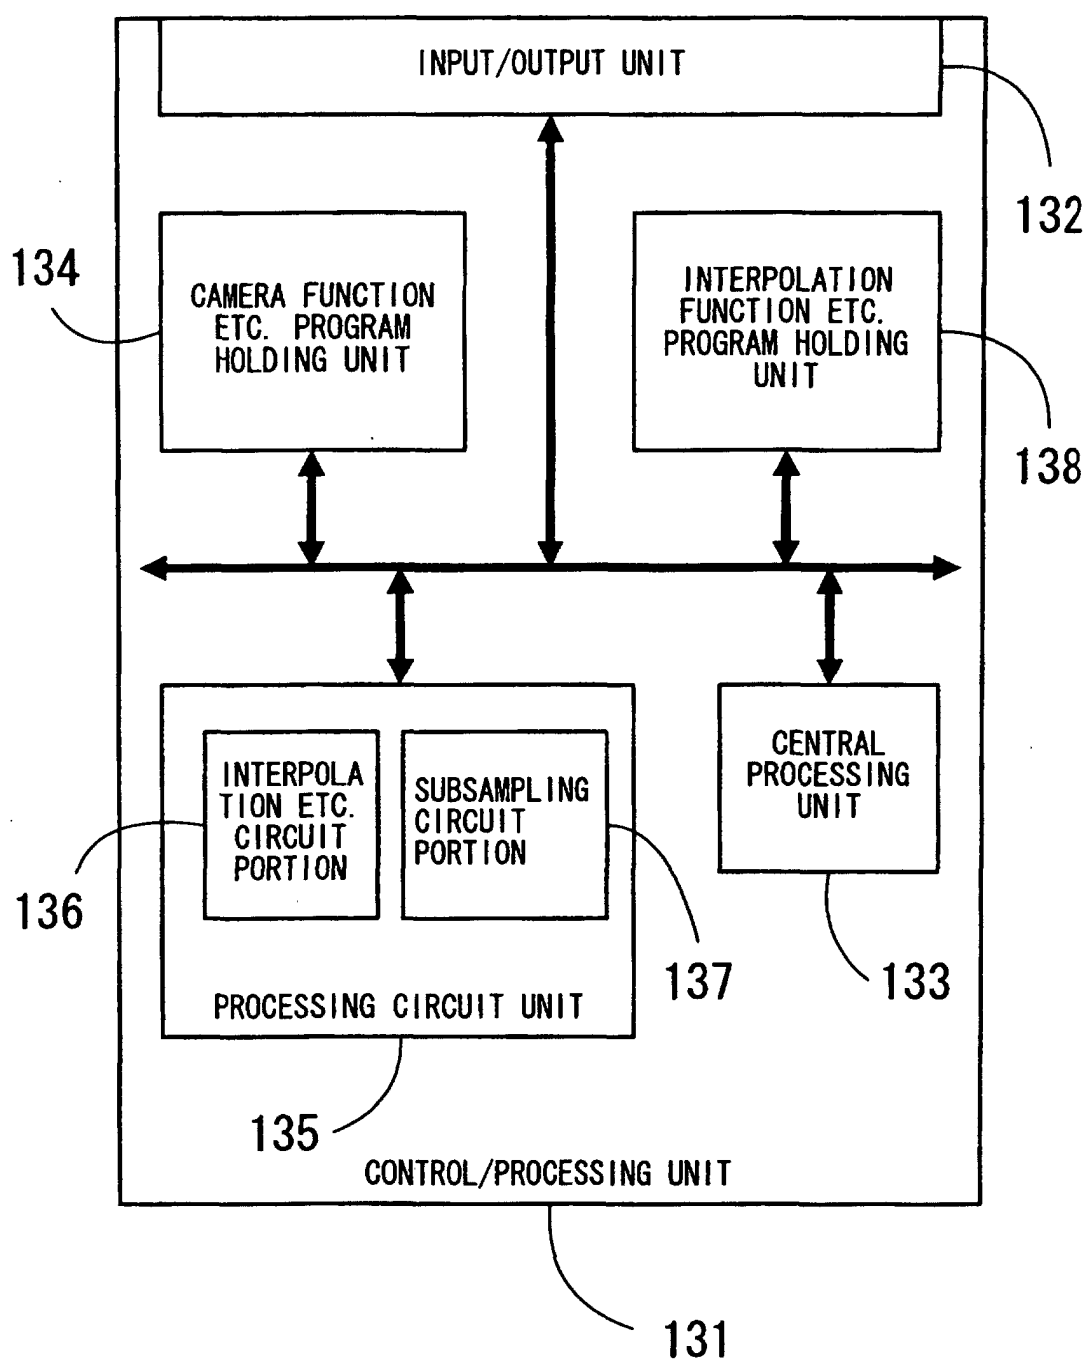 INPUT/OUTPUT UNIT
132
134
CAMERA FUNCTION
ETC. PROGRAM
HOLDING UNIT
INTERPOLATION
FUNCTION ETC.
PROGRAM HOLDING
UNIT
138
INTERPOLA
TION ETC.
CIRCUIT
PORTION
SUBSAMPLING
CIRCUIT
PORTION
CENTRAL
PROCESSING
UNIT
136
137
133
PROCESSING CIRCUIT UNIT
135
CONTROL/PROCESSING UNIT
131